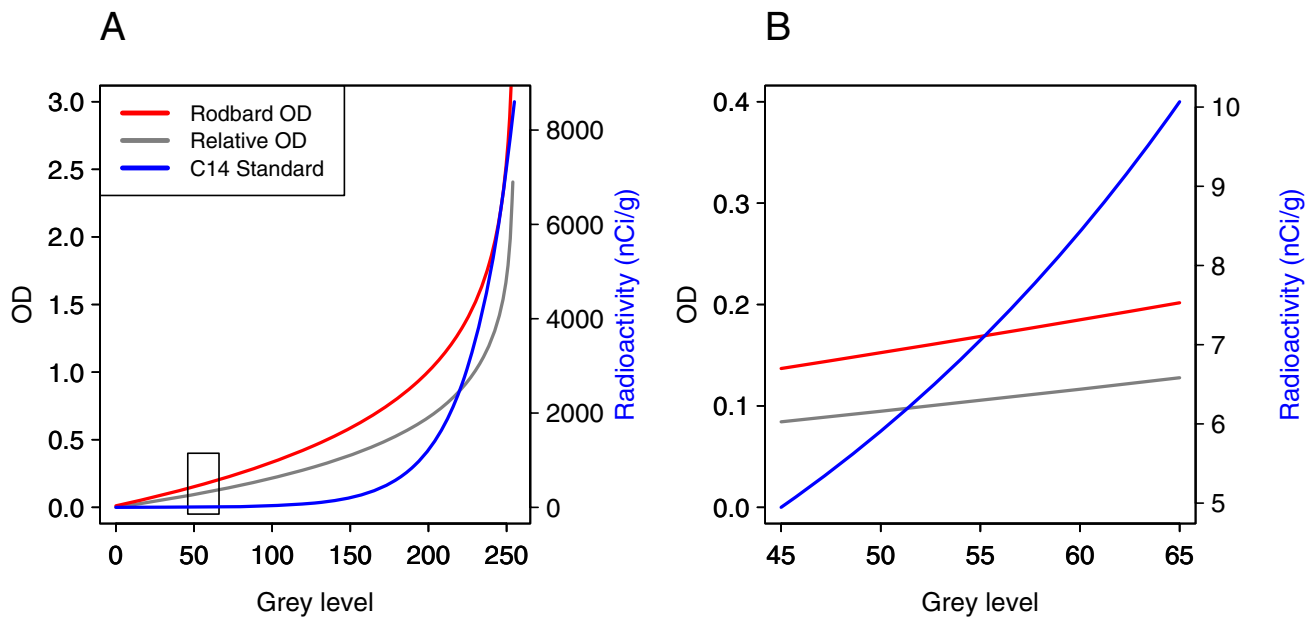 A
3.0
2.5
2.0
1.5
1.0
0.5
0.0
OD
Rodbard OD
Relative OD
C14 Standard
8000
6000
4000
2000
0
Radioactivity (nCi/g)
0 50 100 150 200 250
Grey level
B
0.4
0.3
0.2
0.1
0.0
OD
10
9
8
7
6
5
Radioactivity (nCi/g)
45 50 55 60 65
Grey level